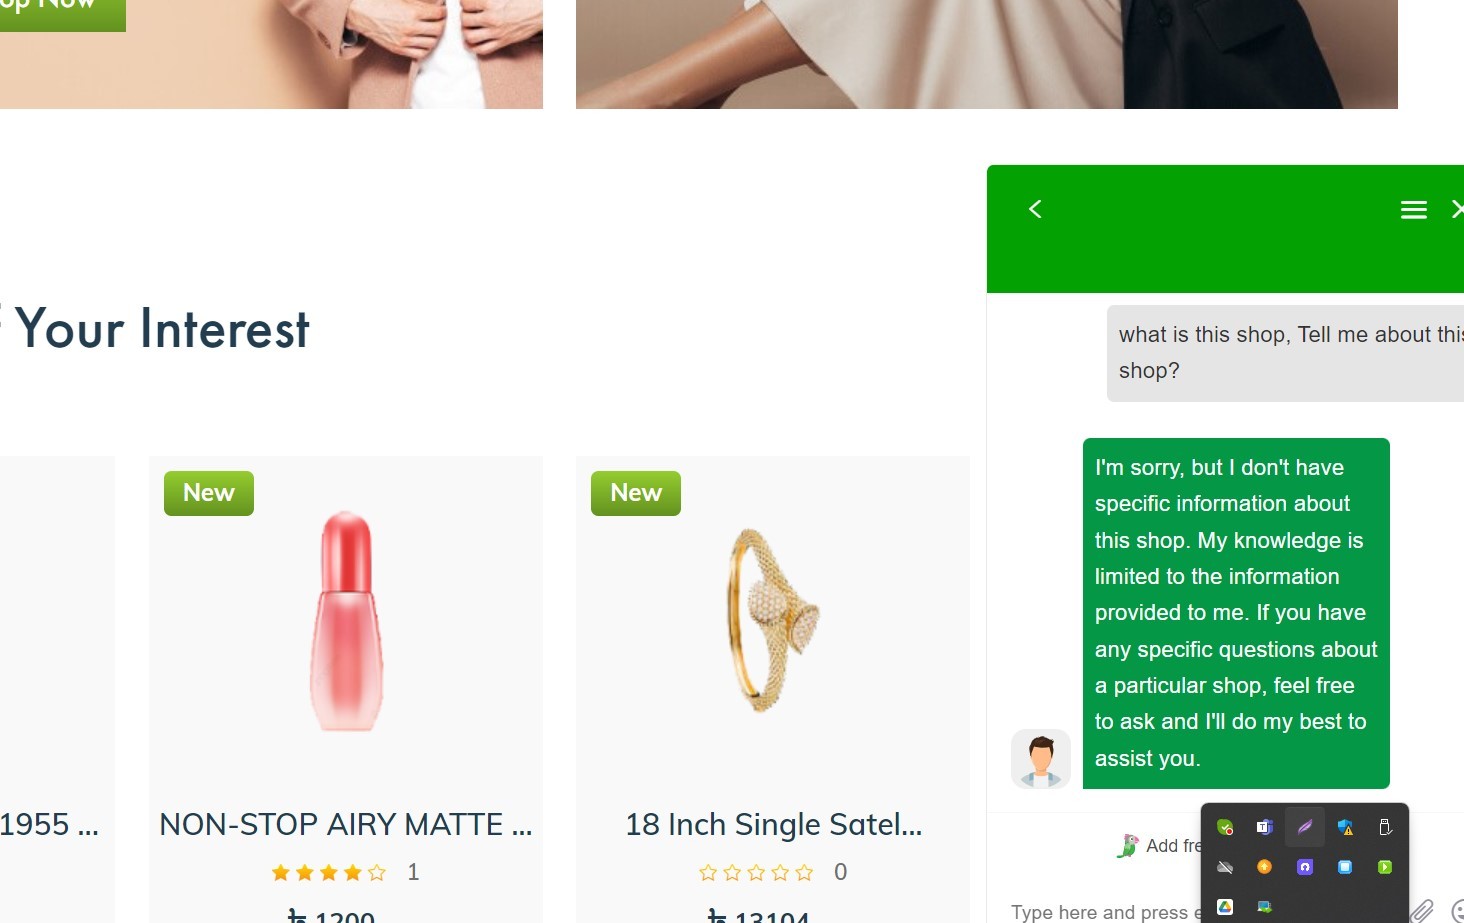 op Now
Your Interest
what is this shop, Tell me about this
shop?
New
New
I'm sorry, but I don't have
specific information about
this shop. My knowledge is
limited to the information
provided to me. If you have
any specific questions about
a particular shop, feel free
to ask and I'll do my best to
assist you.
1955 ...
NON-STOP AIRY MATTE ...
18 Inch Single Satel...
1
0
Add fre
৳ 1200
৳ 13104
Type here and press e